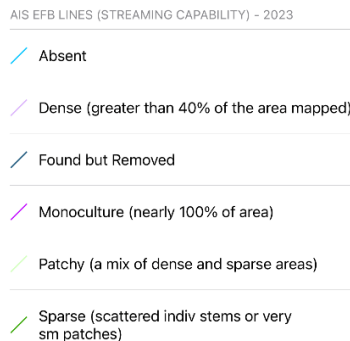 AIS EFB LINES (STREAMING CAPABILITY) - 2023
Absent
Dense (greater than 40% of the area mapped)
Found but Removed
Monoculture (nearly 100% of area)
Patchy (a mix of dense and sparse areas)
Sparse (scattered indiv stems or very
sm patches)